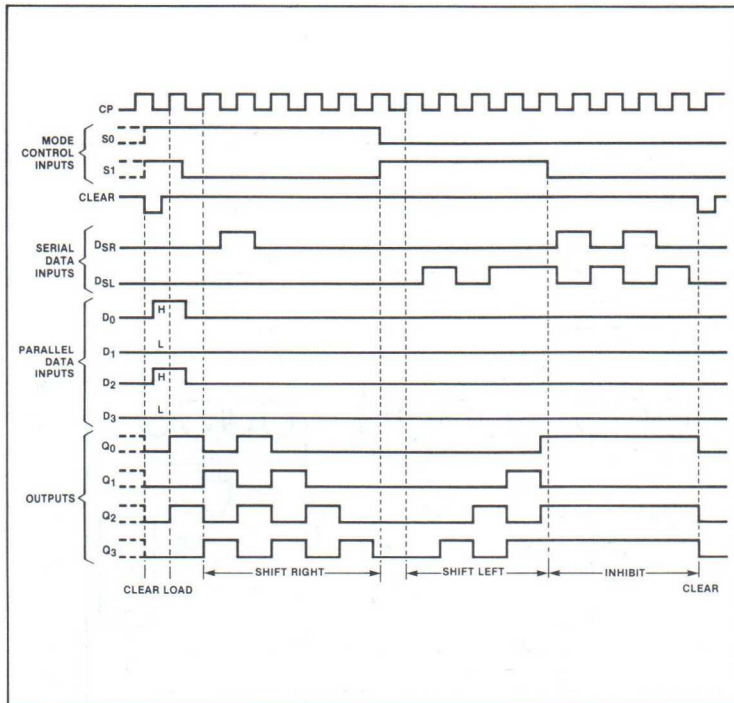 CP
MODE
CONTROL
INPUTS
S0
S1
CLEAR
SERIAL
DATA
INPUTS
DSR
DSL
PARALLEL
DATA
INPUTS
D0
H
D1
L
D2
H
D3
L
OUTPUTS
Q0
Q1
Q2
Q3
SHIFT RIGHT
SHIFT LEFT
INHIBIT
CLEAR LOAD
CLEAR